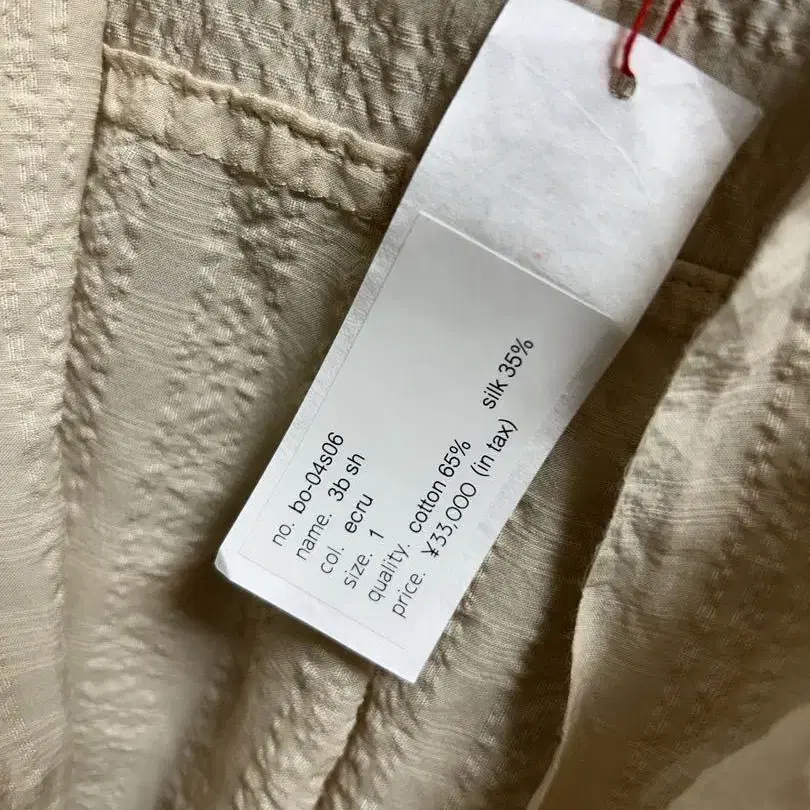 no. bo-04s06
name. 3b sh
col. ecru
size. 1
quality. cotton 65% silk 35%
price. ¥33,000 (in tax)